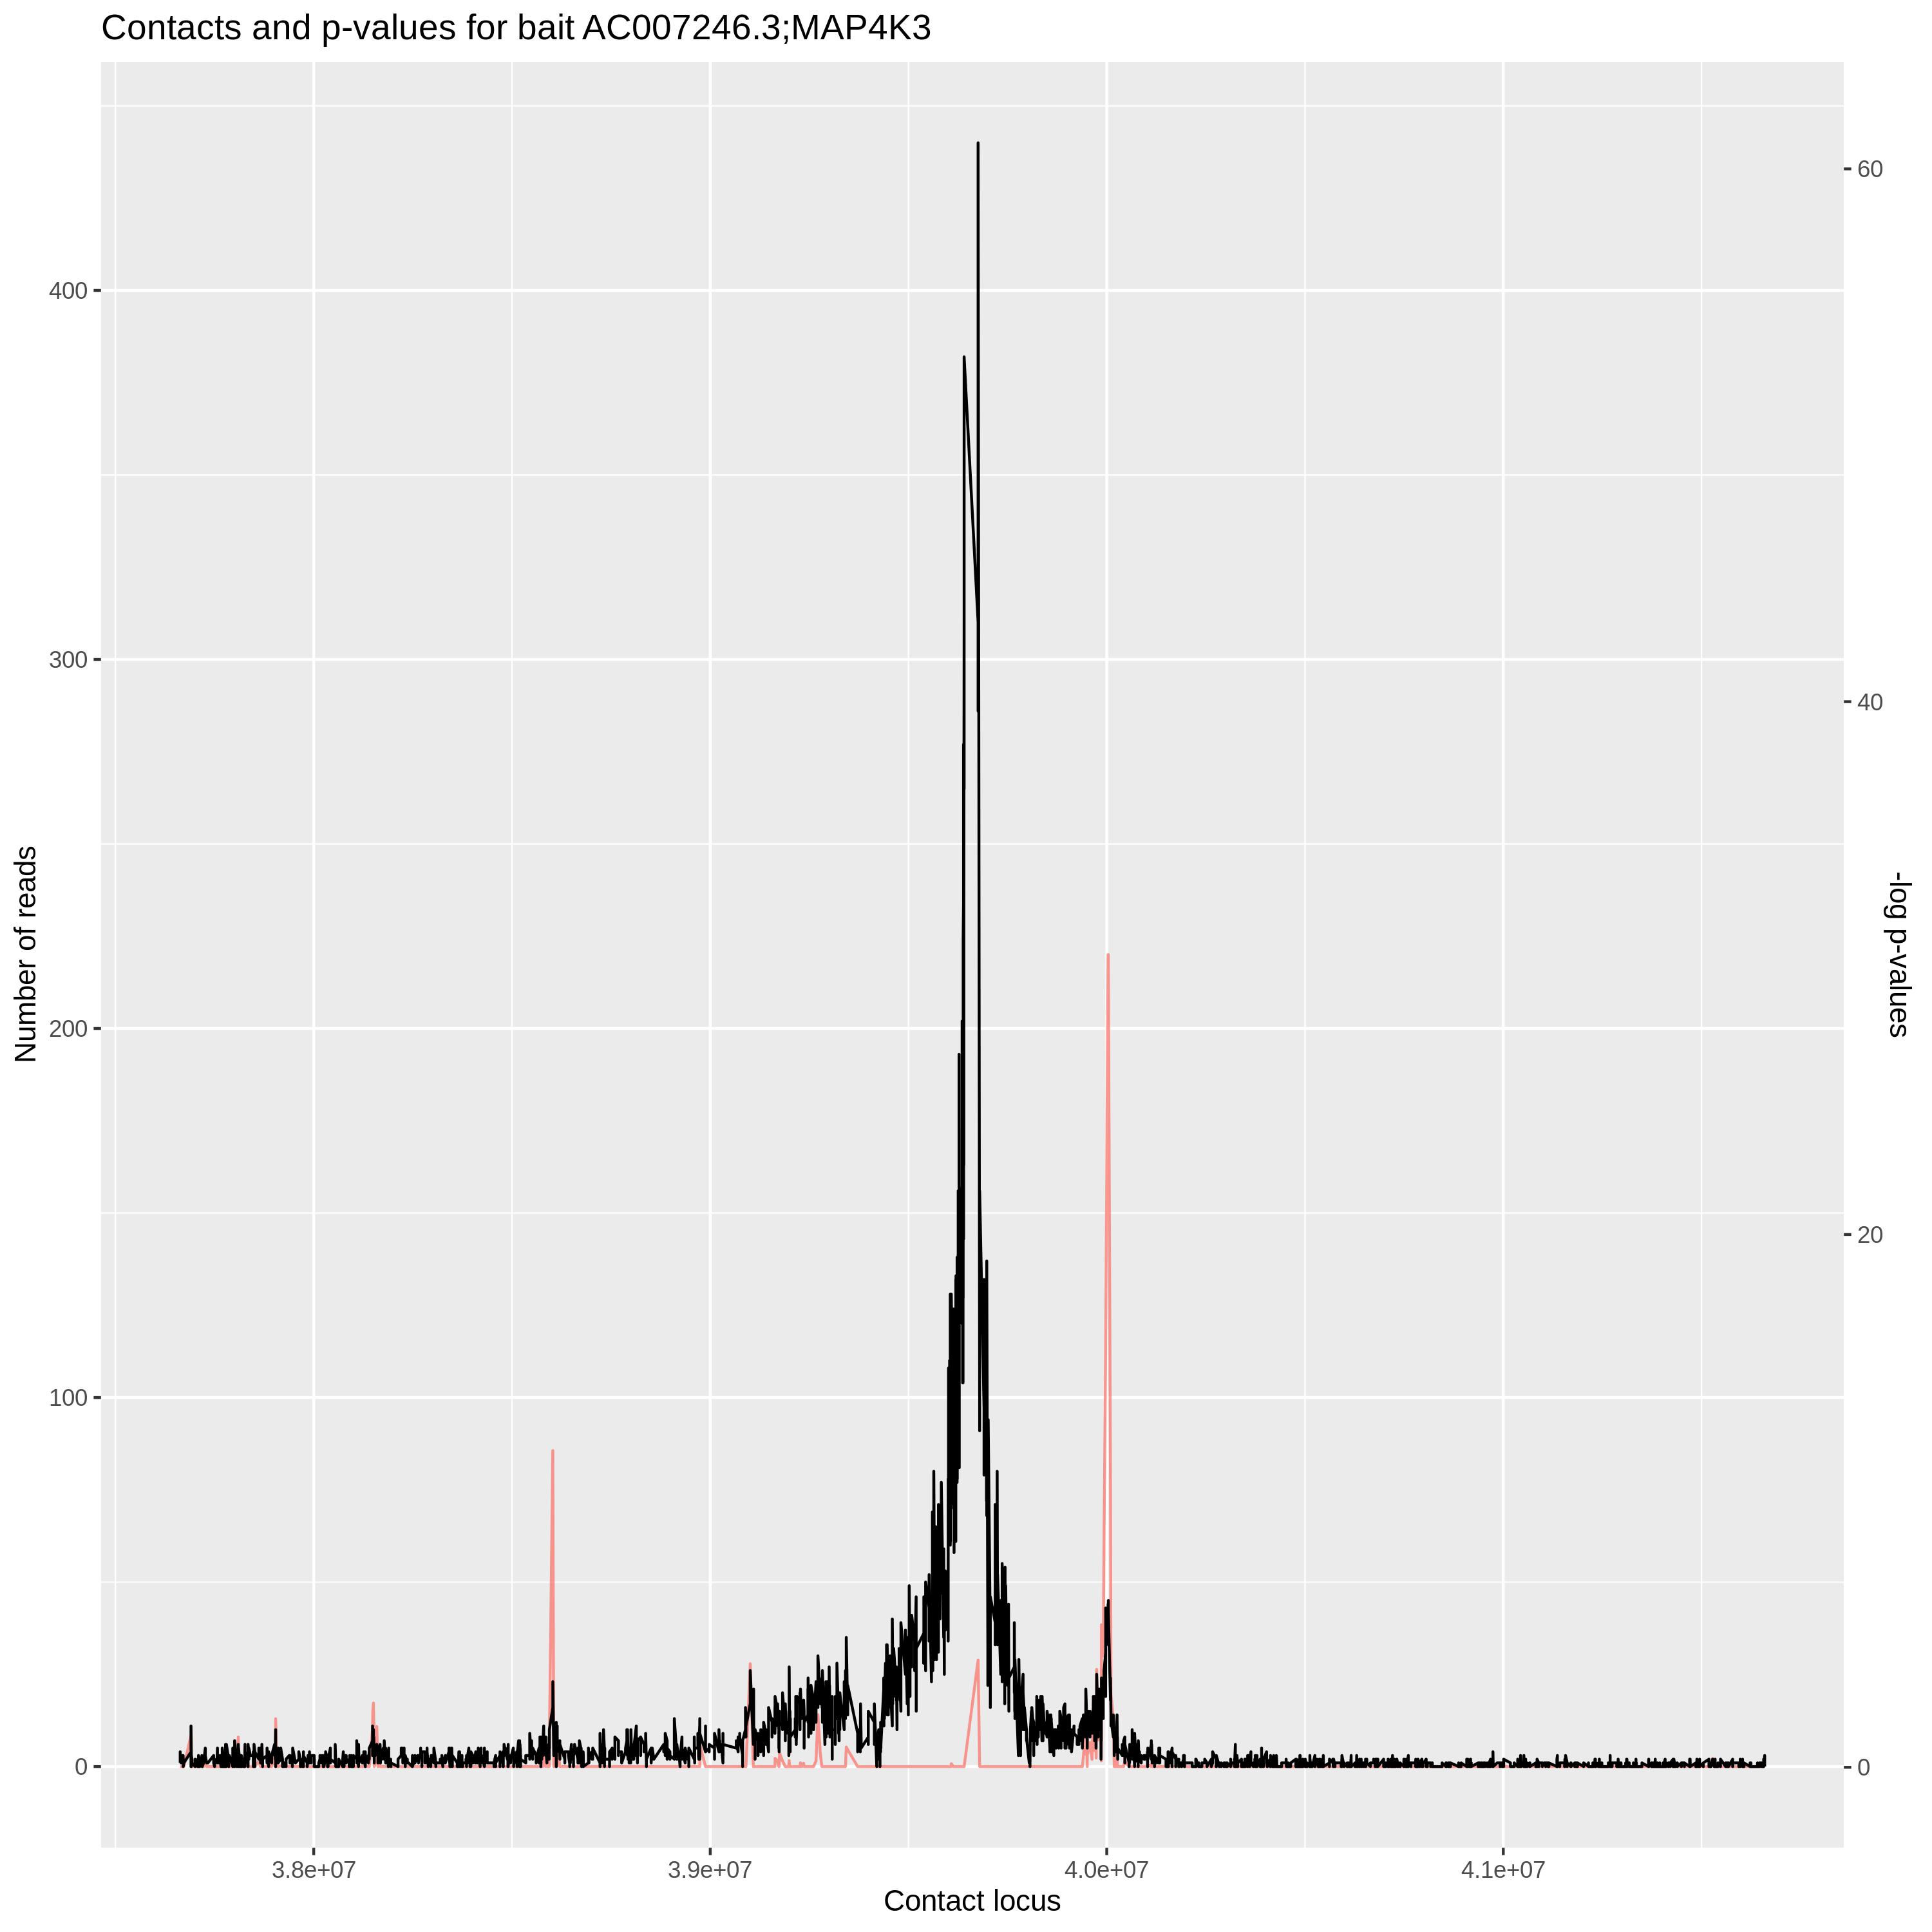 Contacts and p-values for bait AC007246.3;MAP4K3
Number of reads
400
300
200
100
0
60
40
20
0
-log p-values
3.8e+07
3.9e+07
4.0e+07
4.1e+07
Contact locus